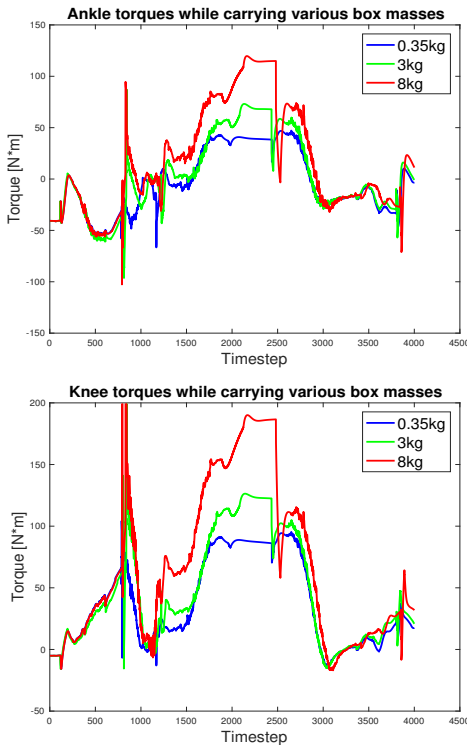 Ankle torques while carrying various box masses
150
100
50
0
-50
-100
-150
Torque [N*m]
0.35kg
3kg
8kg
0 500 1000 1500 2000 2500 3000 3500 4000 4500
Timestep
Knee torques while carrying various box masses
200
150
100
50
0
-50
Torque [N*m]
0.35kg
3kg
8kg
0 500 1000 1500 2000 2500 3000 3500 4000 4500
Timestep